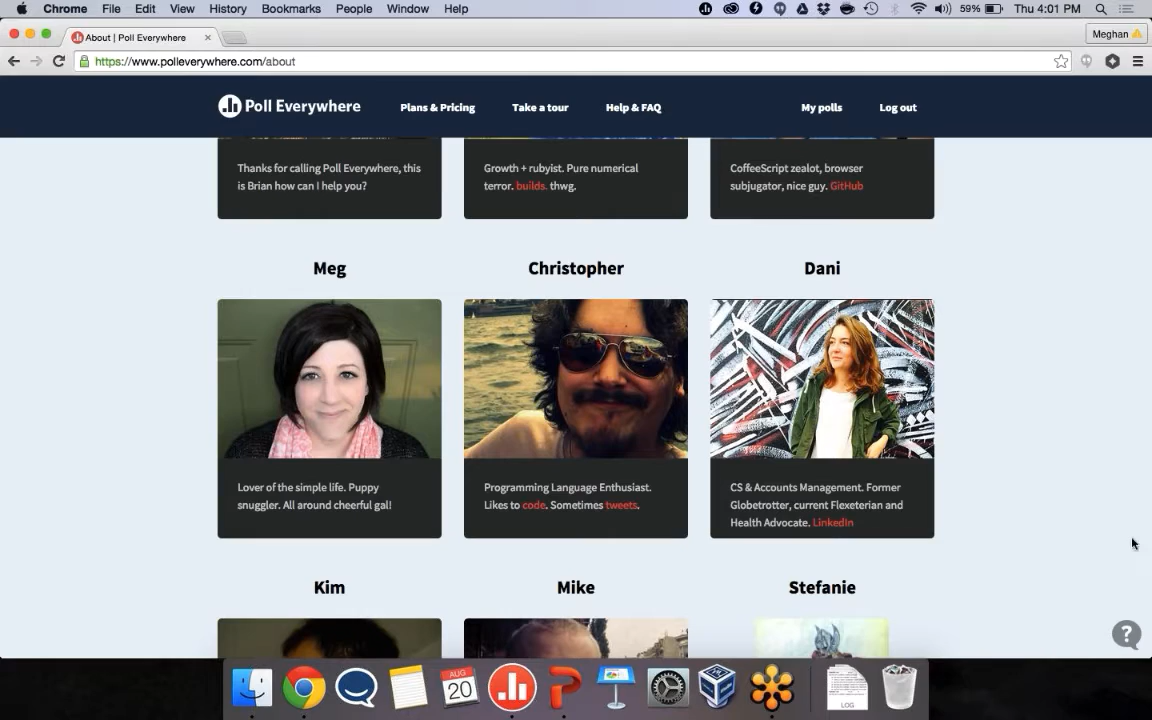 Chrome File Edit View History Bookmarks People Window Help 59% Thu 4:01 PM
About | Poll Everywhere Meghan
https://www.polleverywhere.com/about
Poll Everywhere Plans & Pricing Take a tour Help & FAQ My polls Log out
Thanks for calling Poll Everywhere, this
is Brian how can I help you?
Growth + rubyist. Pure numerical
terror. builds. thwg.
CoffeeScript zealot, browser
subjugator, nice guy. GitHub
Meg Christopher Dani
Lover of the simple life. Puppy
snuggler. All around cheerful gal!
Programming Language Enthusiast.
Likes to code. Sometimes tweets.
CS & Accounts Management. Former
Globetrotter, current Flexeterian and
Health Advocate. LinkedIn
Kim Mike Stefanie
?
AUG
20
LOG